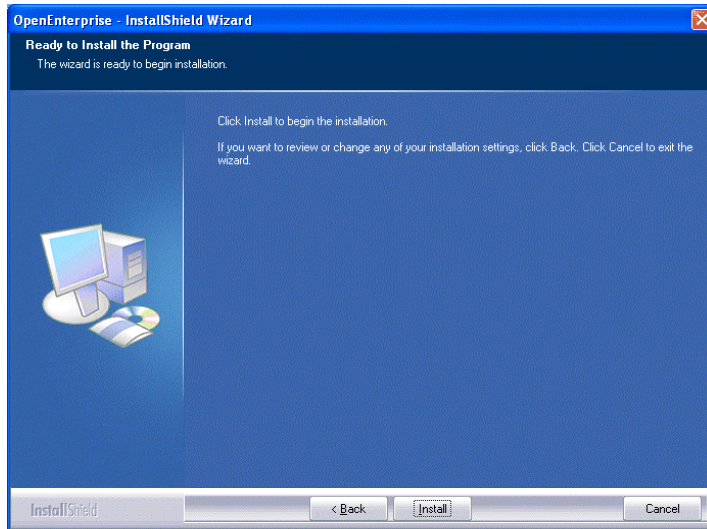 OpenEnterprise - InstallShield Wizard
Ready to Install the Program
The wizard is ready to begin installation.
Click Install to begin the installation.
If you want to review or change any of your installation settings, click Back. Click Cancel to exit the
wizard.
InstallShield
< Back
Install
Cancel